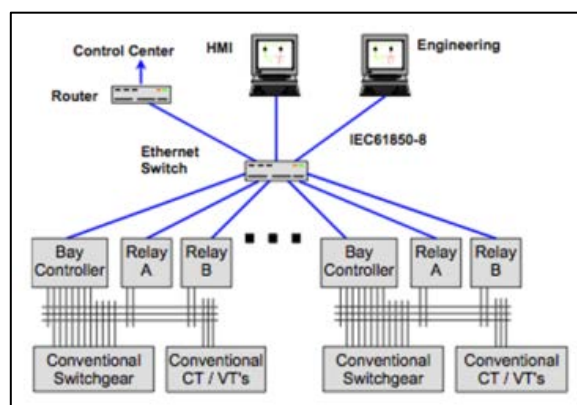 Control Center
HMI
Engineering
Router
Ethernet
Switch
IEC61850-8
Bay
Controller
Relay
A
Relay
B
Bay
Controller
Relay
A
Relay
B
Conventional
Switchgear
Conventional
CT / VT's
Conventional
Switchgear
Conventional
CT / VT's